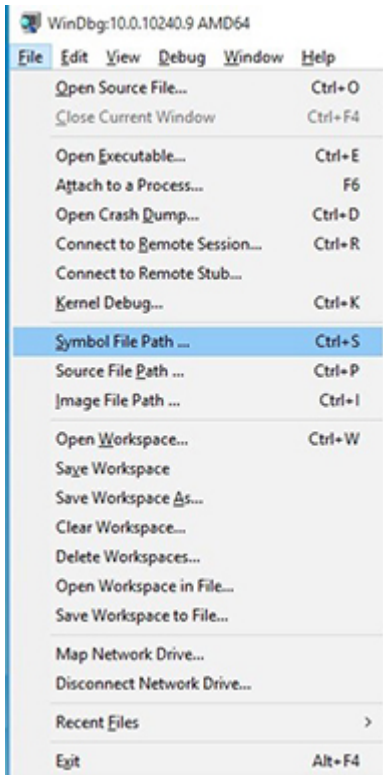 WinDbg:10.0.10240.9 AMD64
File Edit View Debug Window Help
Open Source File... Ctrl+O
Close Current Window Ctrl+F4
Open Executable... Ctrl+E
Attach to a Process... F6
Open Crash Dump... Ctrl+D
Connect to Remote Session... Ctrl+R
Connect to Remote Stub...
Kernel Debug... Ctrl+K
Symbol File Path ... Ctrl+S
Source File Path ... Ctrl+P
Image File Path ... Ctrl+I
Open Workspace... Ctrl+W
Save Workspace
Save Workspace As...
Clear Workspace...
Delete Workspaces...
Open Workspace in File...
Save Workspace to File...
Map Network Drive...
Disconnect Network Drive...
Recent Files >
Exit Alt+F4